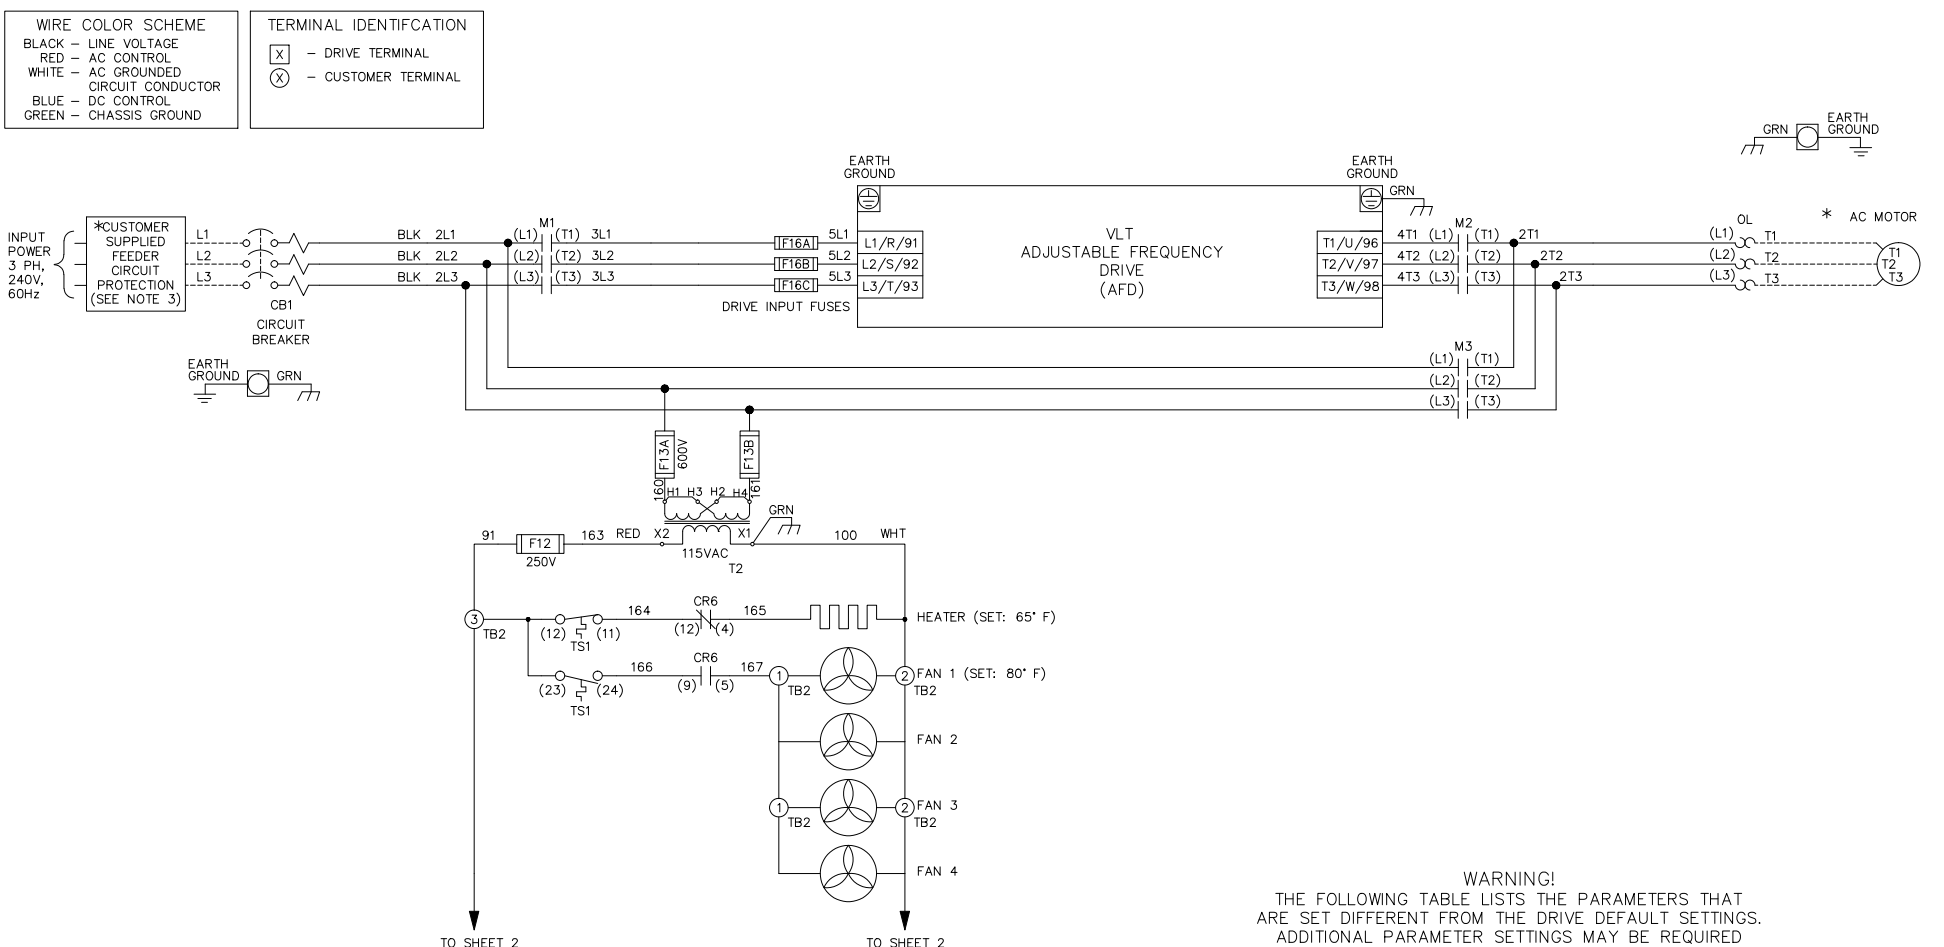 WIRE COLOR SCHEME
BLACK – LINE VOLTAGE
RED – AC CONTROL
WHITE – AC GROUNDED
CIRCUIT CONDUCTOR
BLUE – DC CONTROL
GREEN – CHASSIS GROUND
TERMINAL IDENTIFCATION
X – DRIVE TERMINAL
X – CUSTOMER TERMINAL
GRN
EARTH
GROUND
INPUT
POWER
3 PH,
240V,
60Hz
*CUSTOMER
SUPPLIED
FEEDER
CIRCUIT
PROTECTION
(SEE NOTE 3)
L1
L2
L3
CB1
CIRCUIT
BREAKER
EARTH
GROUND
GRN
BLK 2L1
BLK 2L2
BLK 2L3
M1
(L1) (T1) 3L1
(L2) (T2) 3L2
(L3) (T3) 3L3
F16A 5L1
F16B 5L2
F16C 5L3
DRIVE INPUT FUSES
EARTH
GROUND
L1/R/91
L2/S/92
L3/T/93
VLT
ADJUSTABLE FREQUENCY
DRIVE
(AFD)
EARTH
GROUND
GRN
T1/U/96
T2/V/97
T3/W/98
M2
4T1 (L1) (T1) 2T1
4T2 (L2) (T2) 2T2
4T3 (L3) (T3) 2T3
OL
(L1) T1
(L2) T2
(L3) T3
* AC MOTOR
T1
T2
T3
M3
(L1) (T1)
(L2) (T2)
(L3) (T3)
F13A
600V
F13B
160
161
H1 H3 H2 H4
GRN
91 F12 163 RED X2 X1 100 WHT
250V
115VAC
T2
3
TB2
164 CR6 165
(12) (11) (12) (4)
TS1
HEATER (SET: 65° F)
166 CR6 167
(23) (24) (9) (5)
TS1
1 2 FAN 1 (SET: 80° F)
TB2 TB2
FAN 2
1 2 FAN 3
TB2 TB2
FAN 4
TO SHEET 2
TO SHEET 2
WARNING!
THE FOLLOWING TABLE LISTS THE PARAMETERS THAT
ARE SET DIFFERENT FROM THE DRIVE DEFAULT SETTINGS.
ADDITIONAL PARAMETER SETTINGS MAY BE REQUIRED